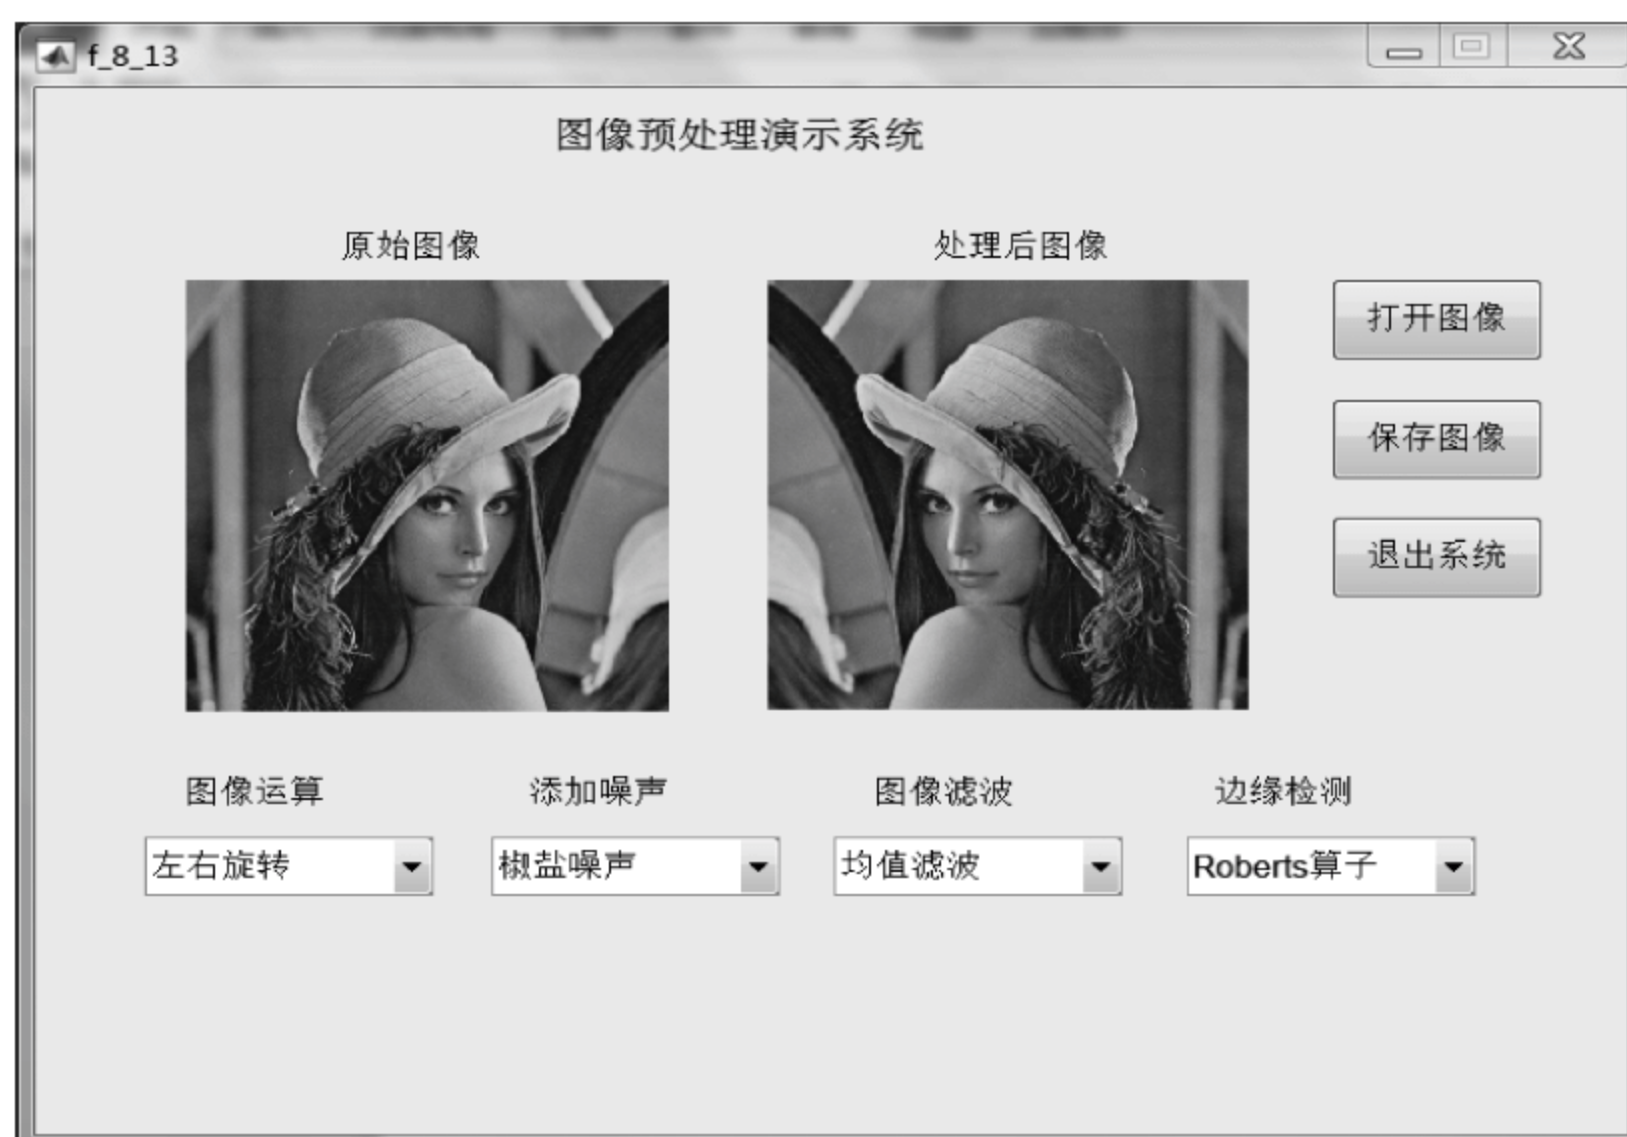 f_8_13
图像预处理演示系统
原始图像
处理后图像
打开图像
保存图像
退出系统
图像运算
添加噪声
图像滤波
边缘检测
左右旋转
椒盐噪声
均值滤波
Roberts算子